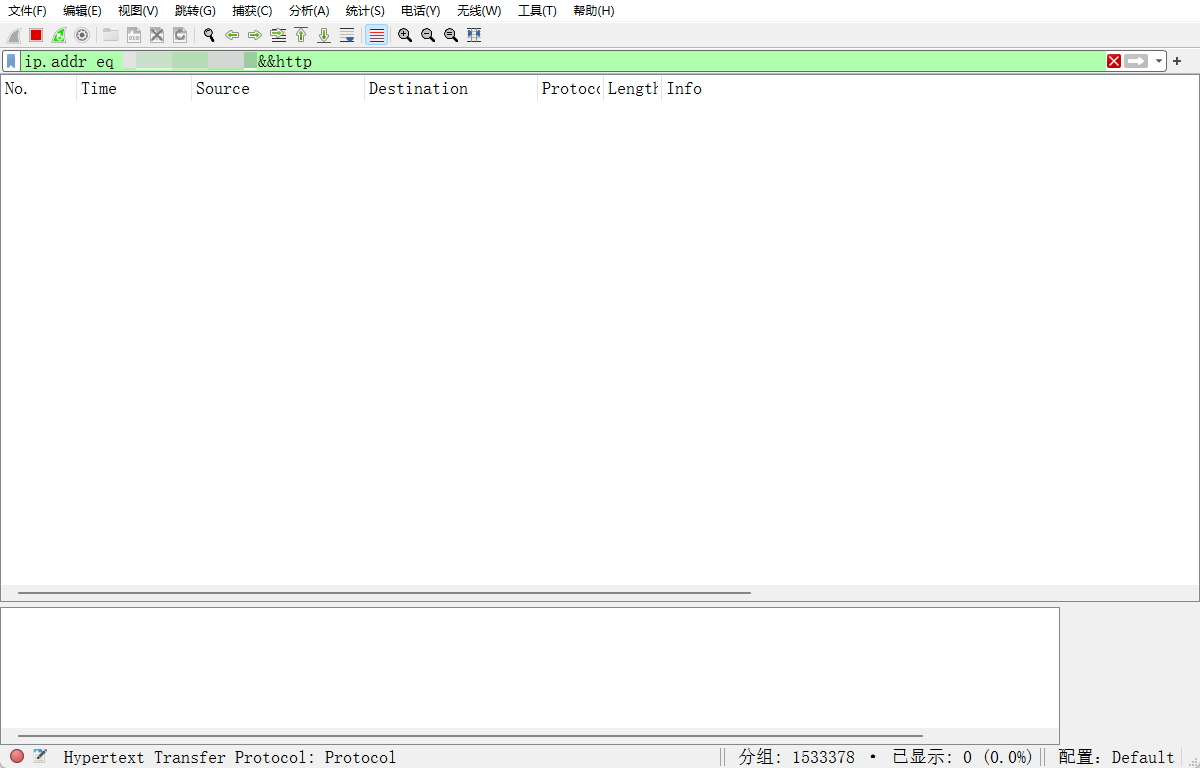 文件(F) 编辑(E) 视图(V) 跳转(G) 捕获(C) 分析(A) 统计(S) 电话(Y) 无线(W) 工具(T) 帮助(H)
ip.addr eq &&http
No. Time Source Destination Protoco Length Info
Hypertext Transfer Protocol: Protocol 分组: 1533378 · 已显示: 0 (0.0%) 配置: Default